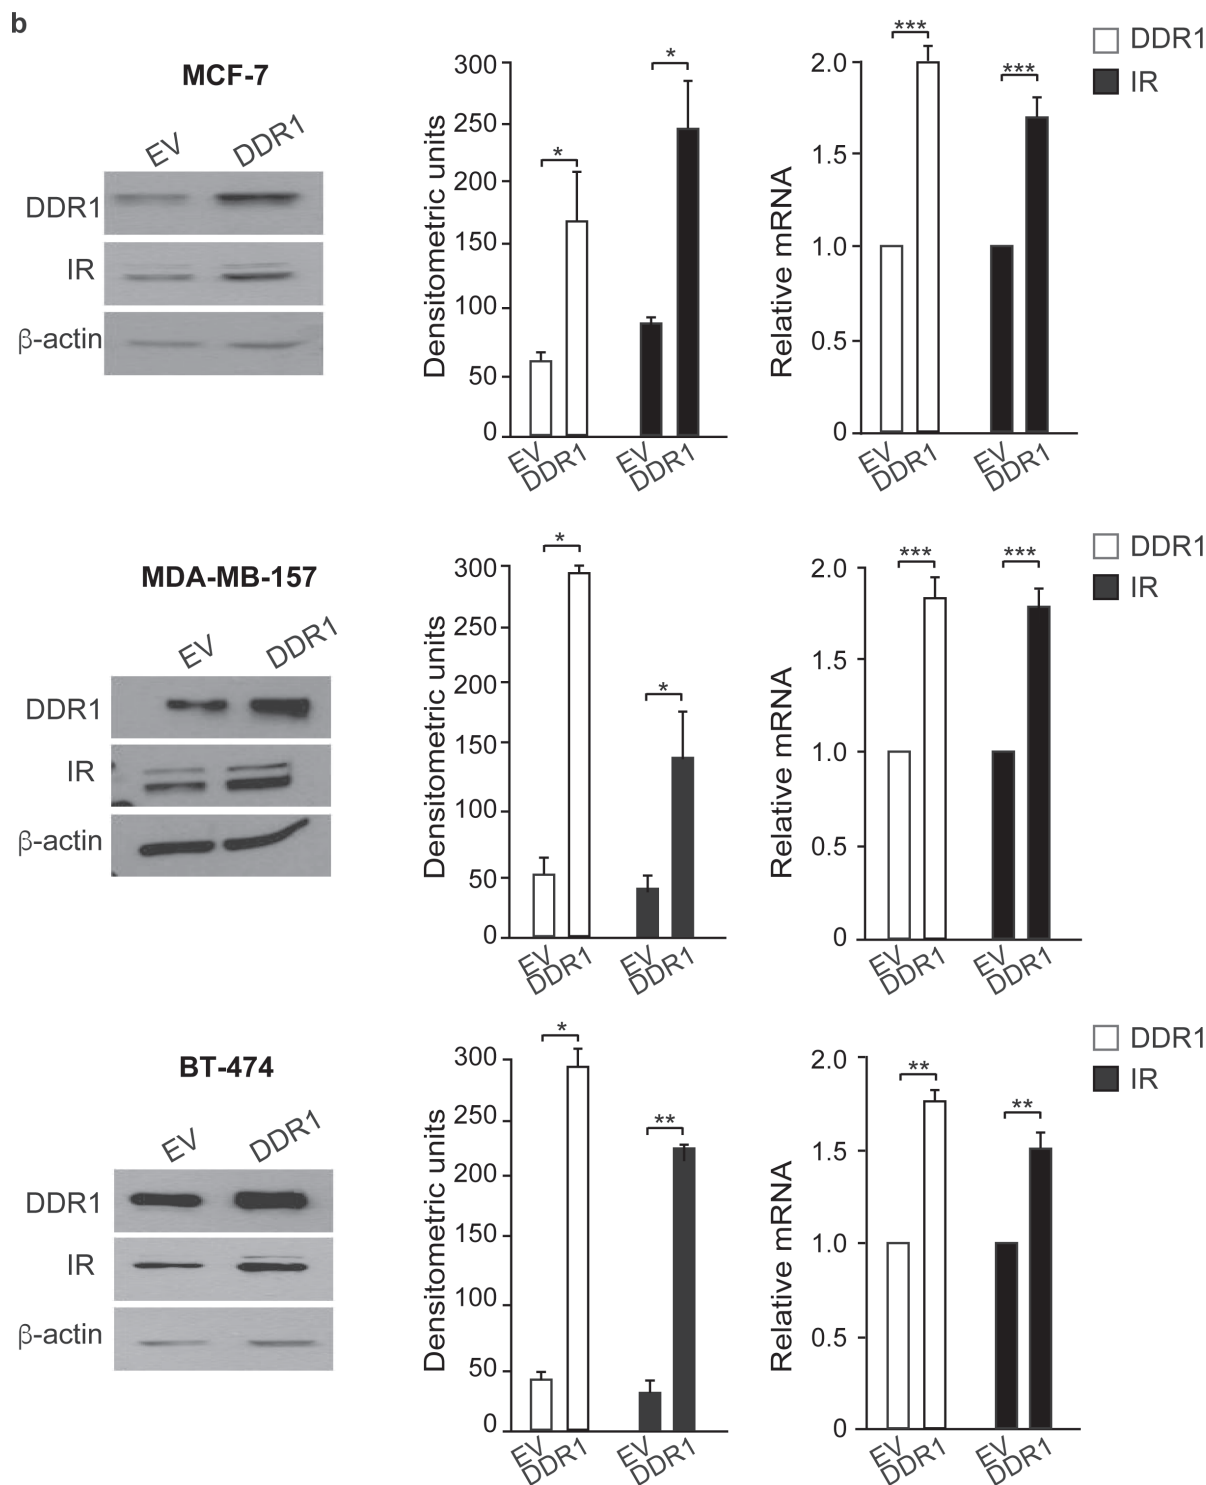 b
MCF-7
EV DDR1
DDR1
IR
β-actin
Densitometric units
300
250
200
150
100
50
0
*
*
EV DDR1 EV DDR1
Relative mRNA
2.0
1.5
1.0
0.5
0
***
***
EV DDR1 EV DDR1
DDR1
IR
MDA-MB-157
EV DDR1
DDR1
IR
β-actin
Densitometric units
300
250
200
150
100
50
0
*
*
EV DDR1 EV DDR1
Relative mRNA
2.0
1.5
1.0
0.5
0
***
***
EV DDR1 EV DDR1
DDR1
IR
BT-474
EV DDR1
DDR1
IR
β-actin
Densitometric units
300
250
200
150
100
50
0
*
**
EV DDR1 EV DDR1
Relative mRNA
2.0
1.5
1.0
0.5
0
**
**
EV DDR1 EV DDR1
DDR1
IR